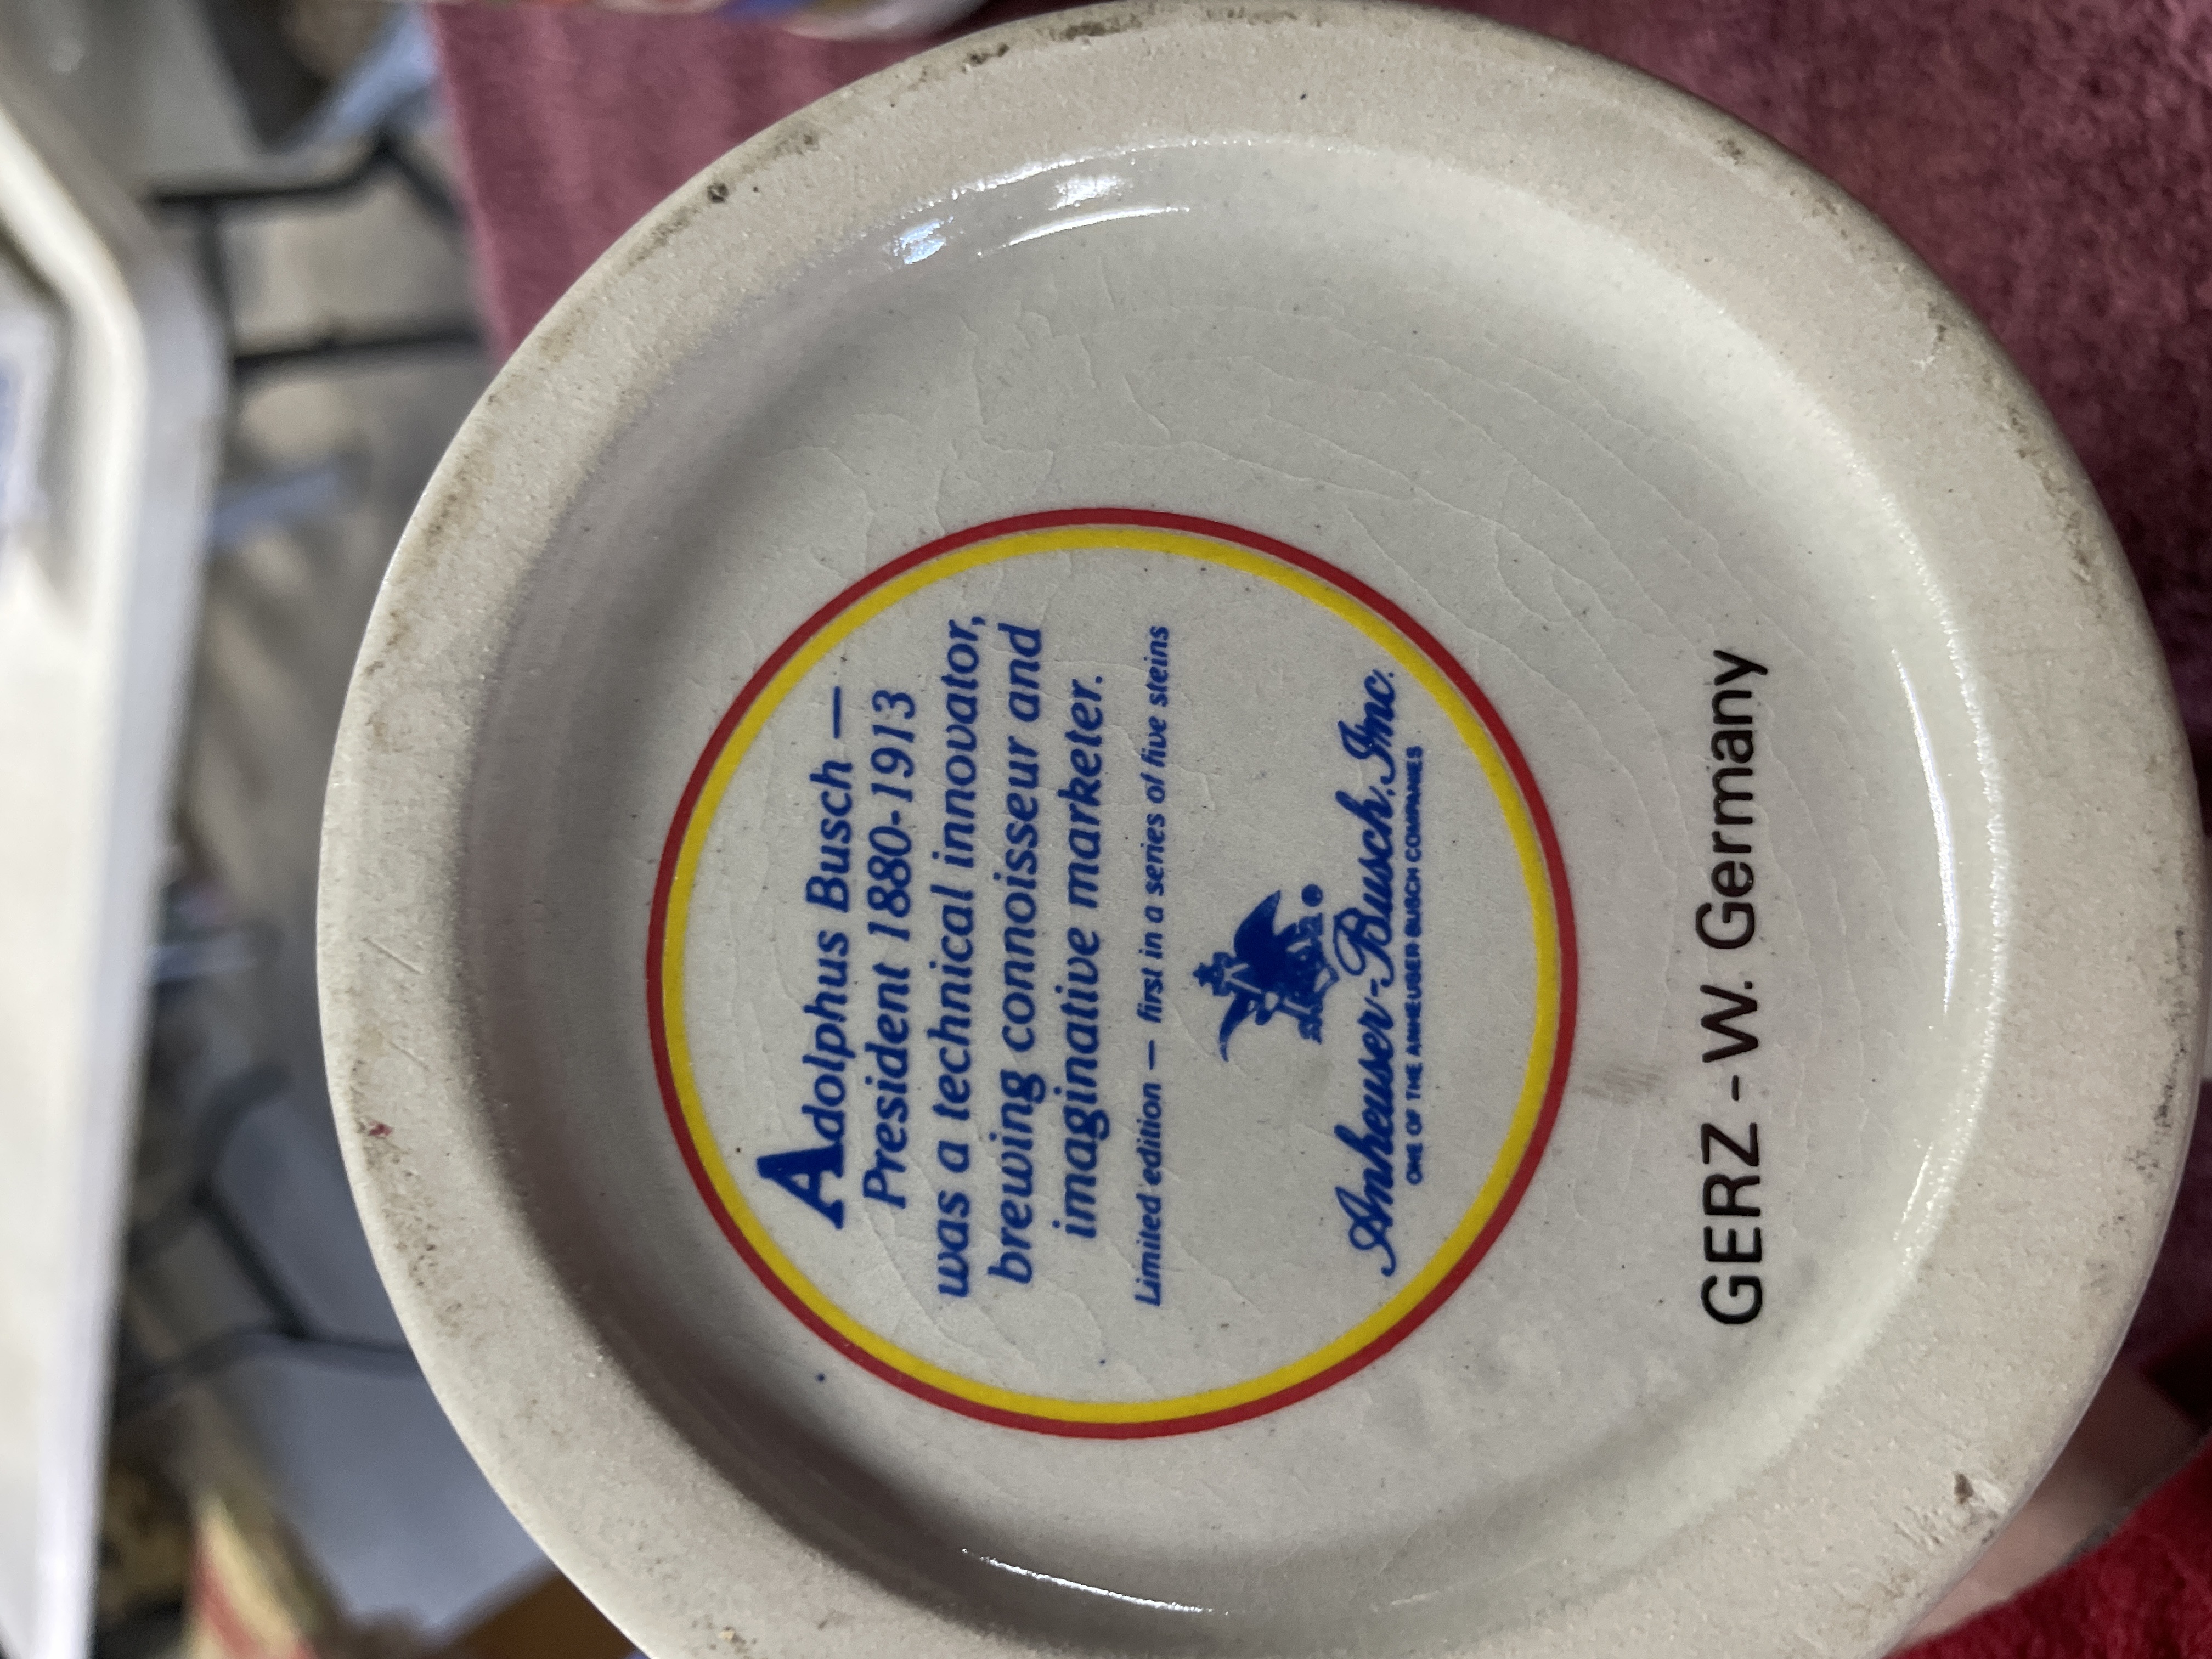 Adolphus Busch —
President 1880-1913
was a technical innovator,
brewing connoisseur and
imaginative marketer.
Limited edition — first in a series of five steins
®
Anheuser-Busch, Inc.
ONE OF THE ANHEUSER-BUSCH COMPANIES
GERZ - W. Germany